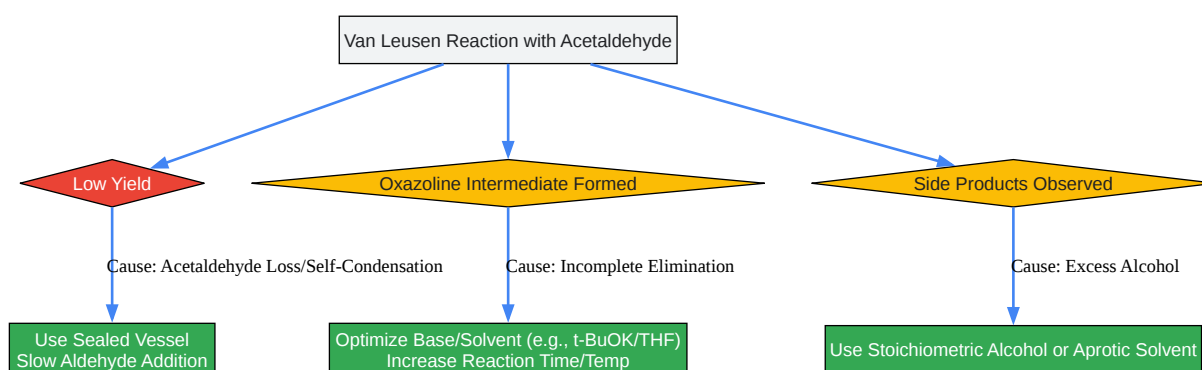 Van Leusen Reaction with Acetaldehyde
Low Yield
Oxazoline Intermediate Formed
Side Products Observed
Cause: Acetaldehyde Loss/Self-Condensation
Cause: Incomplete Elimination
Cause: Excess Alcohol
Use Sealed Vessel
Slow Aldehyde Addition
Optimize Base/Solvent (e.g., t-BuOK/THF)
Increase Reaction Time/Temp
Use Stoichiometric Alcohol or Aprotic Solvent